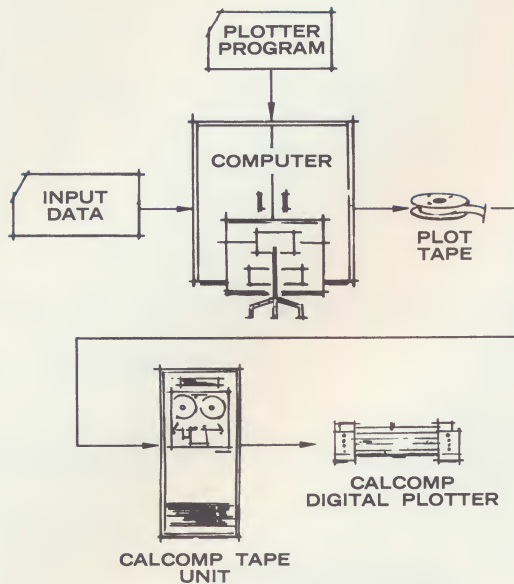 PLOTTER
PROGRAM
COMPUTER
INPUT
DATA
PLOT
TAPE
CALCOMP
DIGITAL PLOTTER
CALCOMP TAPE
UNIT